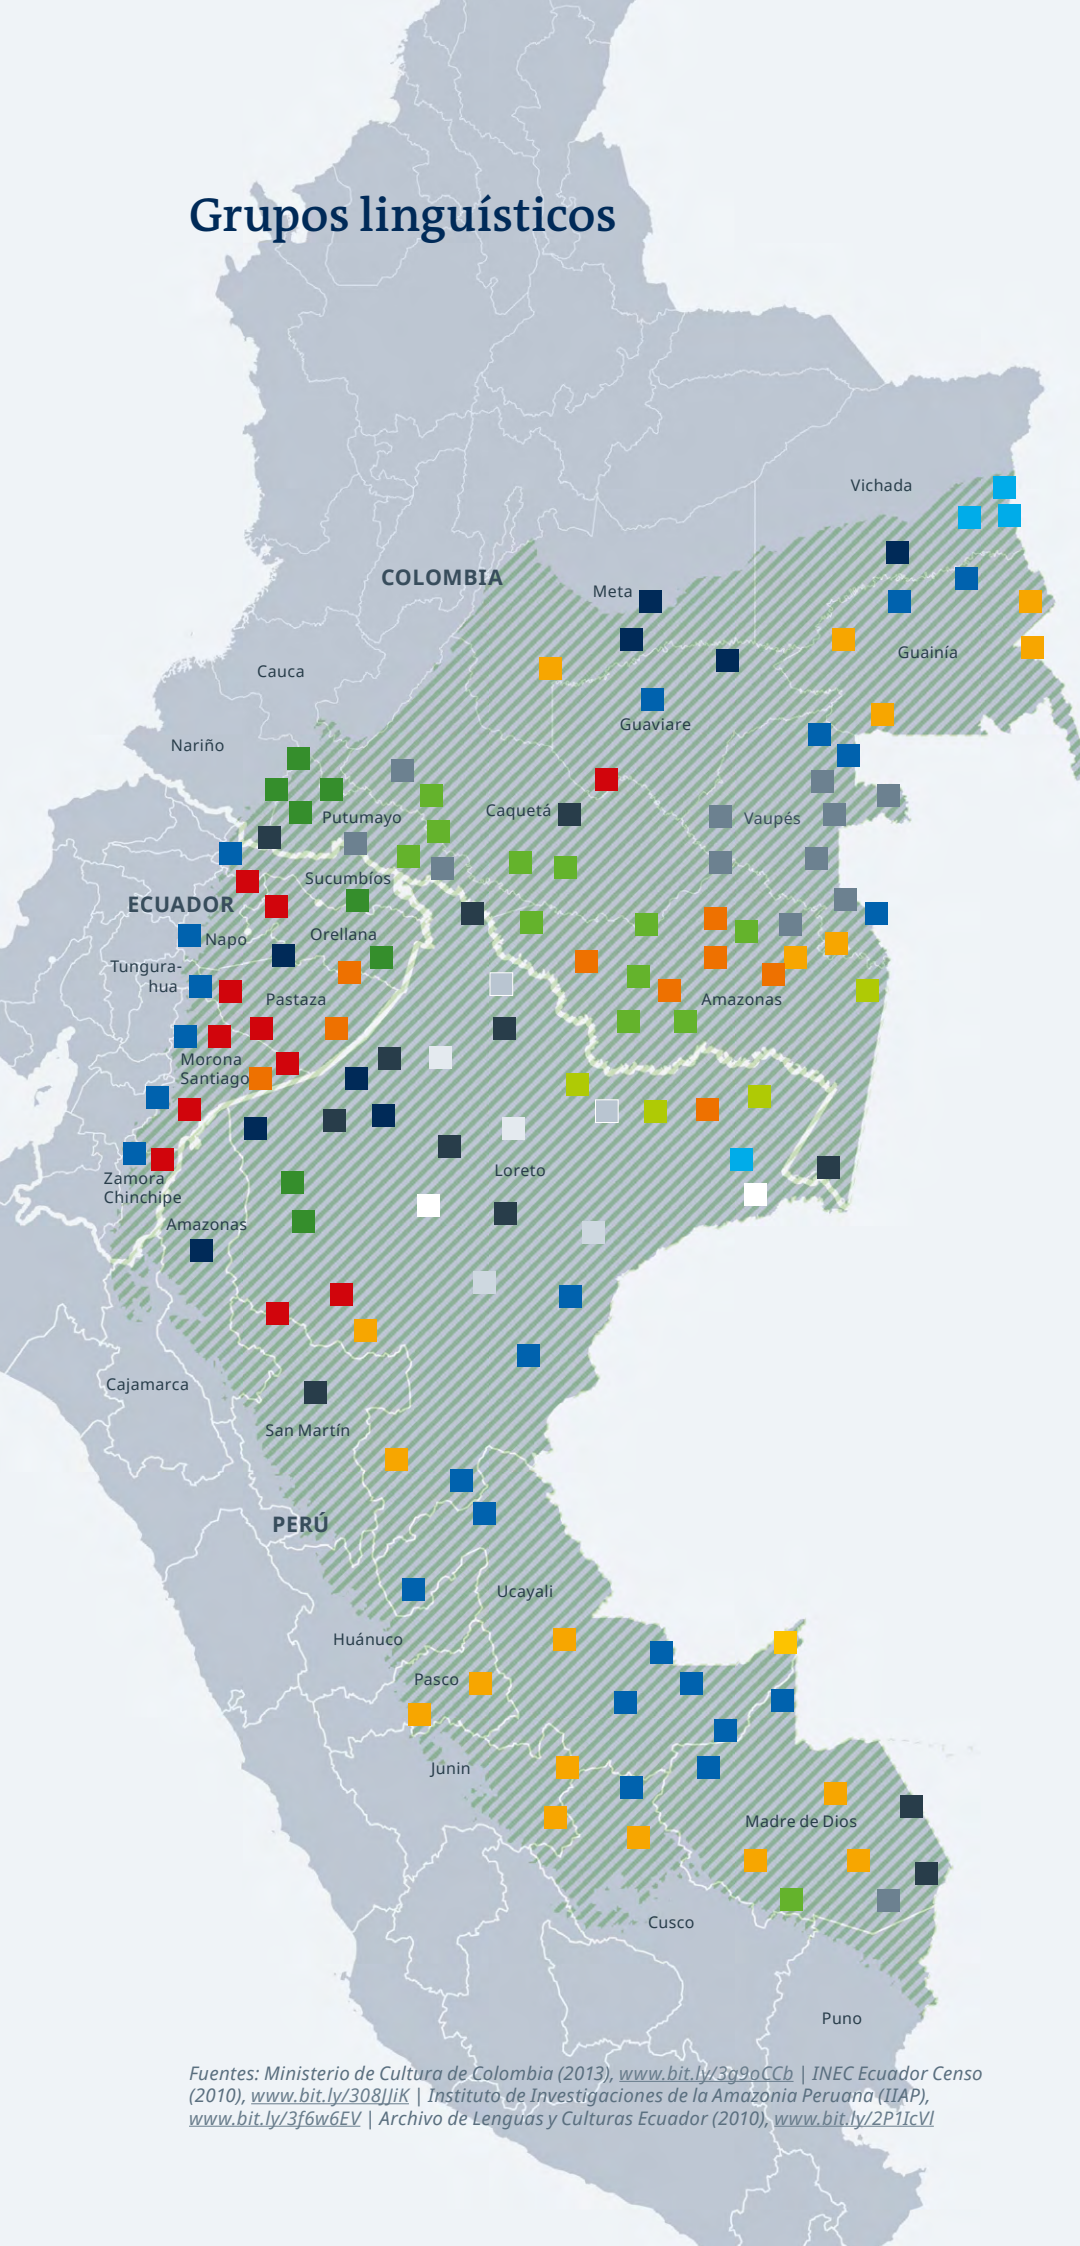 Grupos linguísticos
Vichada
COLOMBIA
Meta
Guainía
Cauca
Guaviare
Nariño
Caquetá
Putumayo
Vaupés
Sucumbíos
ECUADOR
Orellana
Napo
Tungura-
hua
Pastaza
Amazonas
Morona
Santiago
Loreto
Zamora
Chinchipe
Amazonas
Cajamarca
San Martín
PERÚ
Ucayali
Huánuco
Pasco
Junin
Madre de Dios
Cusco
Puno
Fuentes: Ministerio de Cultura de Colombia (2013), www.bit.ly/3g9oCCb | INEC Ecuador Censo
(2010), www.bit.ly/308JJiK | Instituto de Investigaciones de la Amazonia Peruana (IIAP),
www.bit.ly/3f6w6EV | Archivo de Lenguas y Culturas Ecuador (2010), www.bit.ly/2P1IcVl